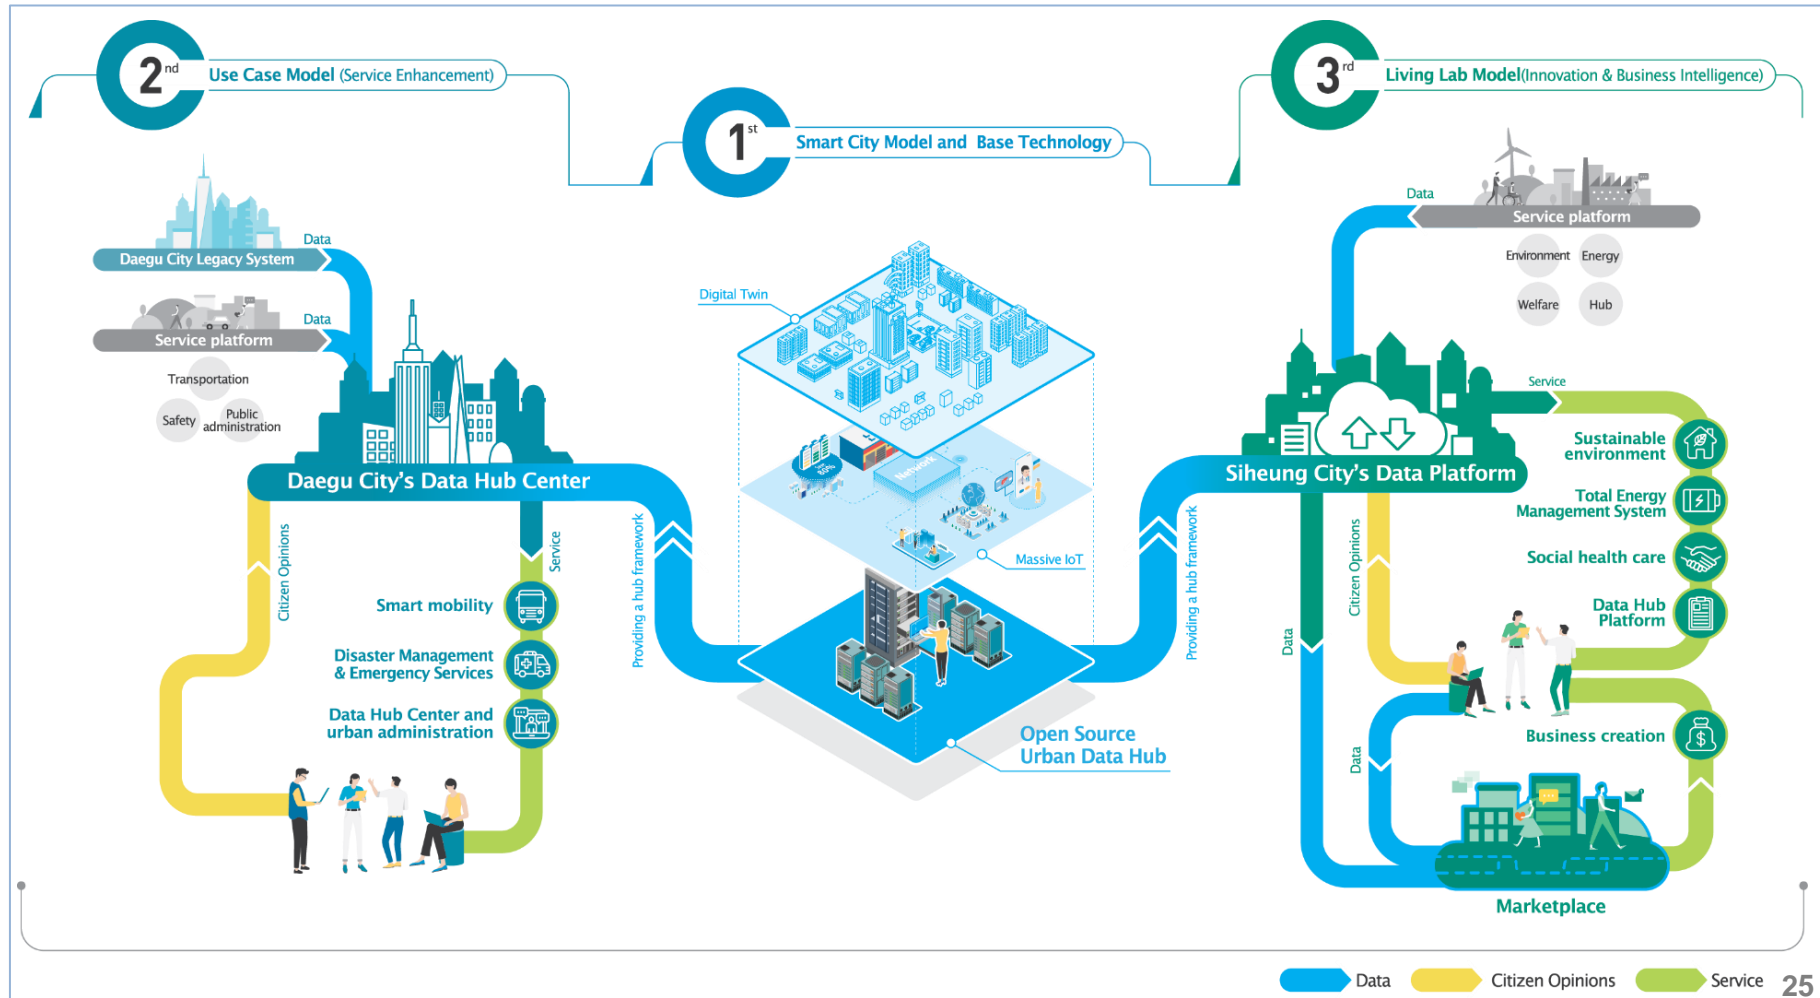 2nd
Use Case Model (Service Enhancement)
1st
Smart City Model and Base Technology
3rd
Living Lab Model(Innovation & Business Intelligence)
Data
Daegu City Legacy System
Data
Service platform
Transportation
Safety
Public
administration
Daegu City's Data Hub Center
Citizen Opinions
Service
Smart mobility
Disaster Management
& Emergency Services
Data Hub Center and
urban administration
Providing a hub framework
Digital Twin
80%
Network
Massive IoT
Open Source
Urban Data Hub
Providing a hub framework
Data
Service platform
Environment
Energy
Welfare
Hub
Siheung City's Data Platform
Service
Sustainable
environment
Total Energy
Management System
Social health care
Data Hub
Platform
Citizen Opinions
Data
Data
Business creation
Marketplace
Data
Citizen Opinions
Service
25